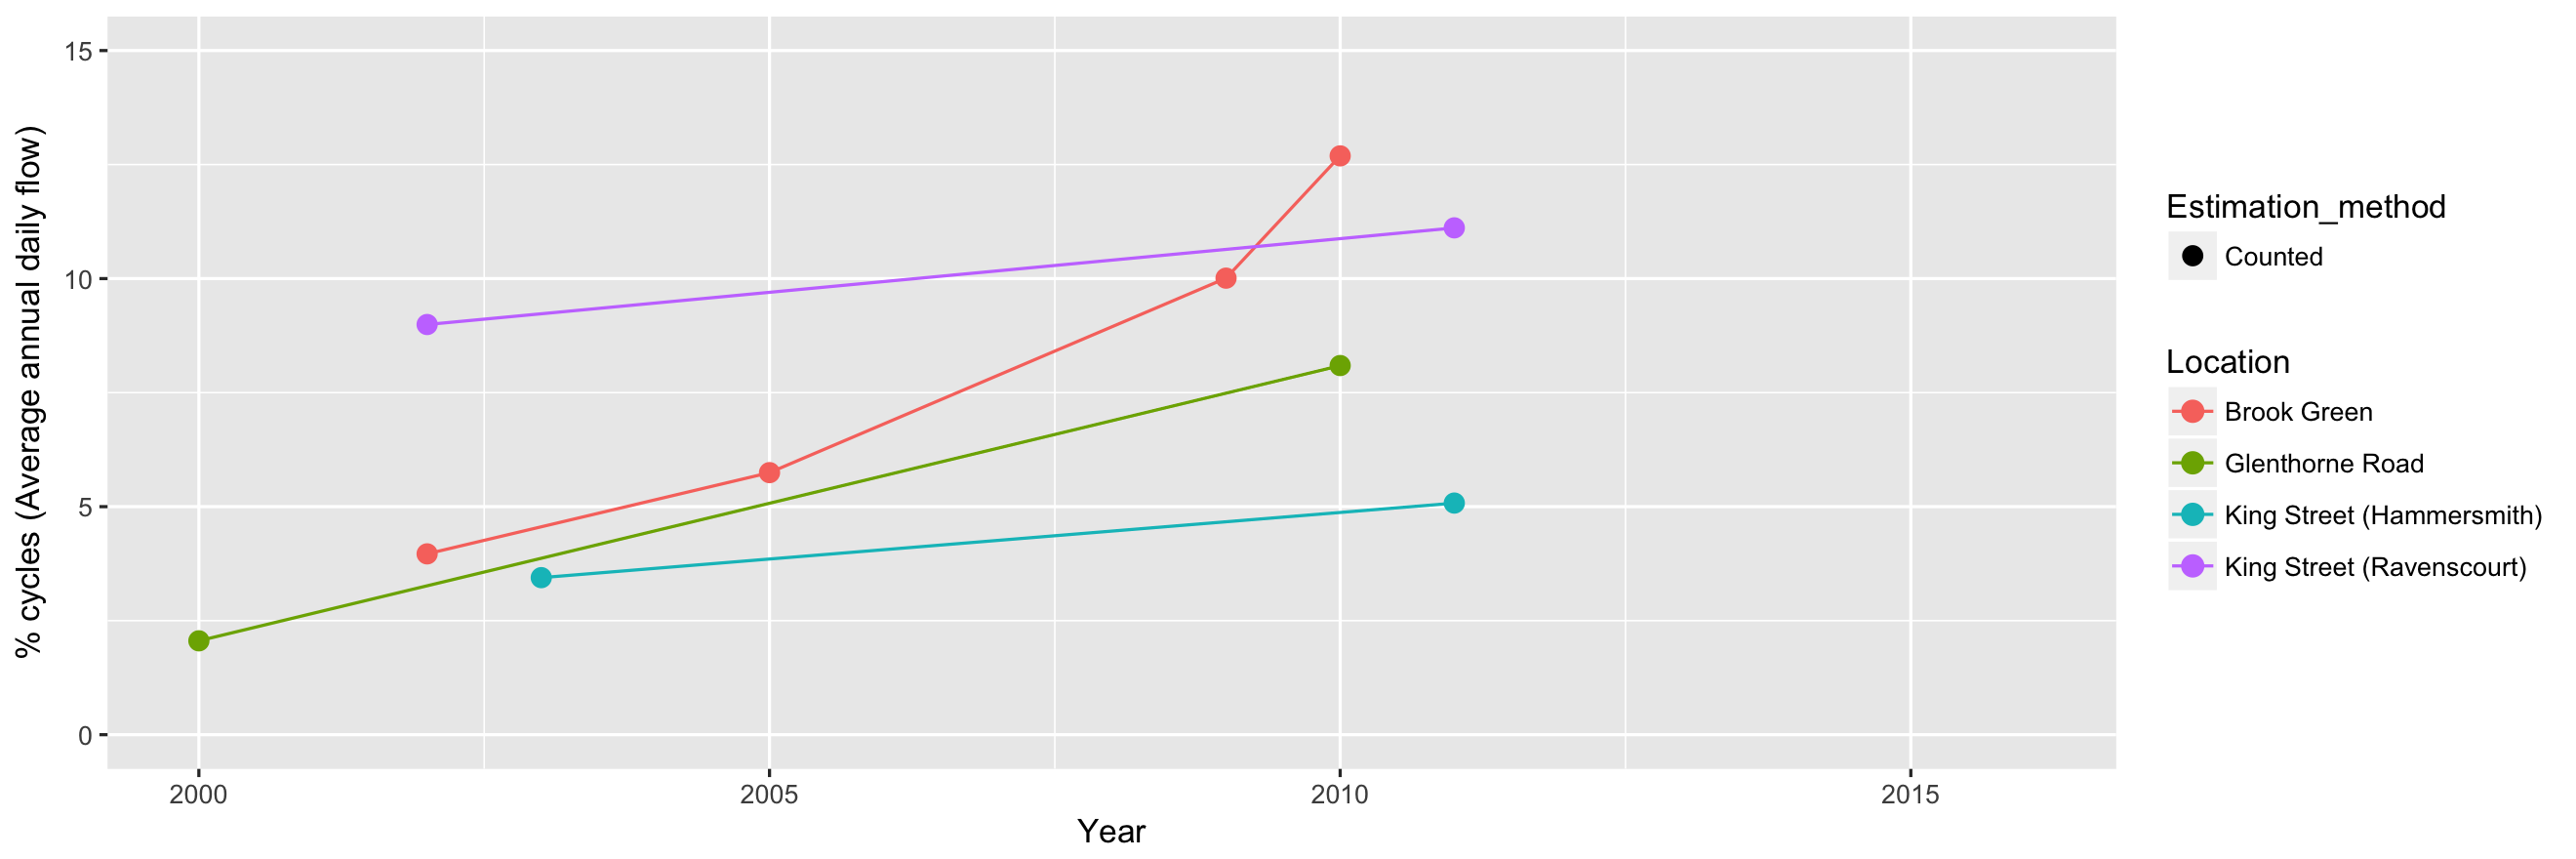 % cycles (Average annual daily flow)
15
10
5
0
2000
2005
2010
2015
Year
Estimation_method
Counted
Location
Brook Green
Glenthorne Road
King Street (Hammersmith)
King Street (Ravenscourt)